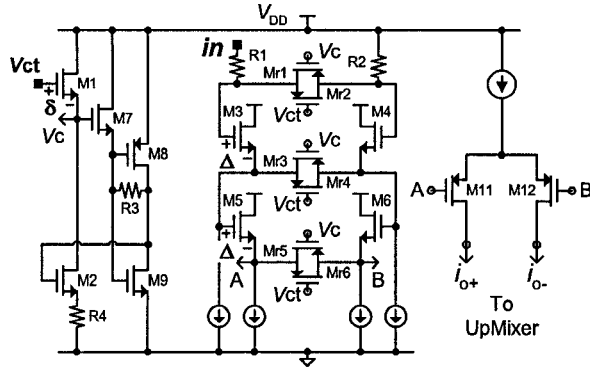 VDD
in
R1
R2
Vc
Mr1
Mr2
Vct
Vct
+
M1
δ
−
Vc
M7
M8
R3
M3
M4
+
Δ
−
Vc
Mr3
Mr4
Vct
M5
M6
+
Δ
−
Vc
A
Mr5
Mr6
B
Vct
M2
M9
R4
A
M11
M12
B
io+
io-
To
UpMixer